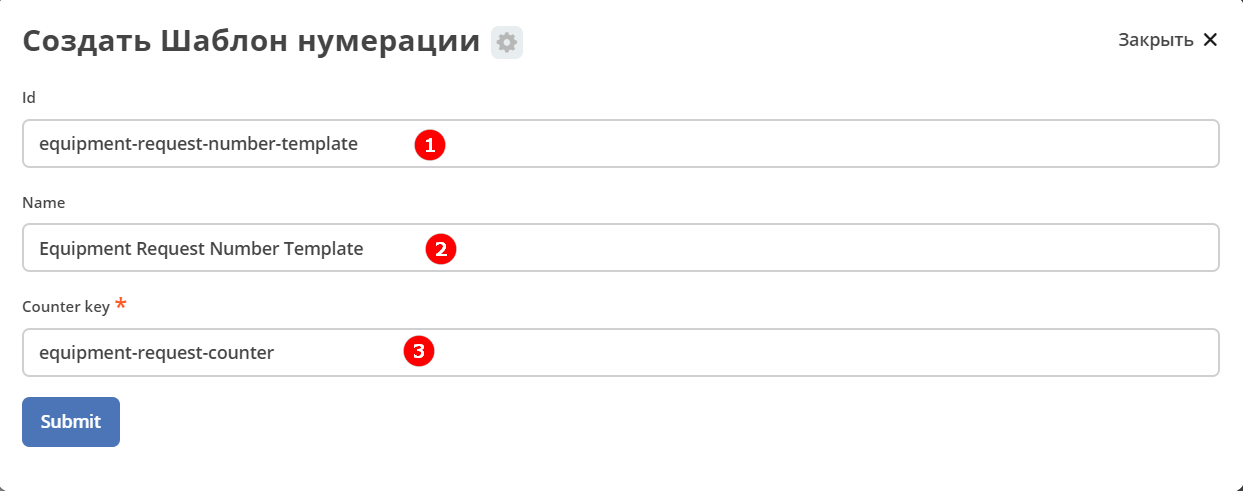 Создать Шаблон нумерации
Закрыть ✕
Id
equipment-request-number-template 1
Name
Equipment Request Number Template 2
Counter key *
equipment-request-counter 3
Submit